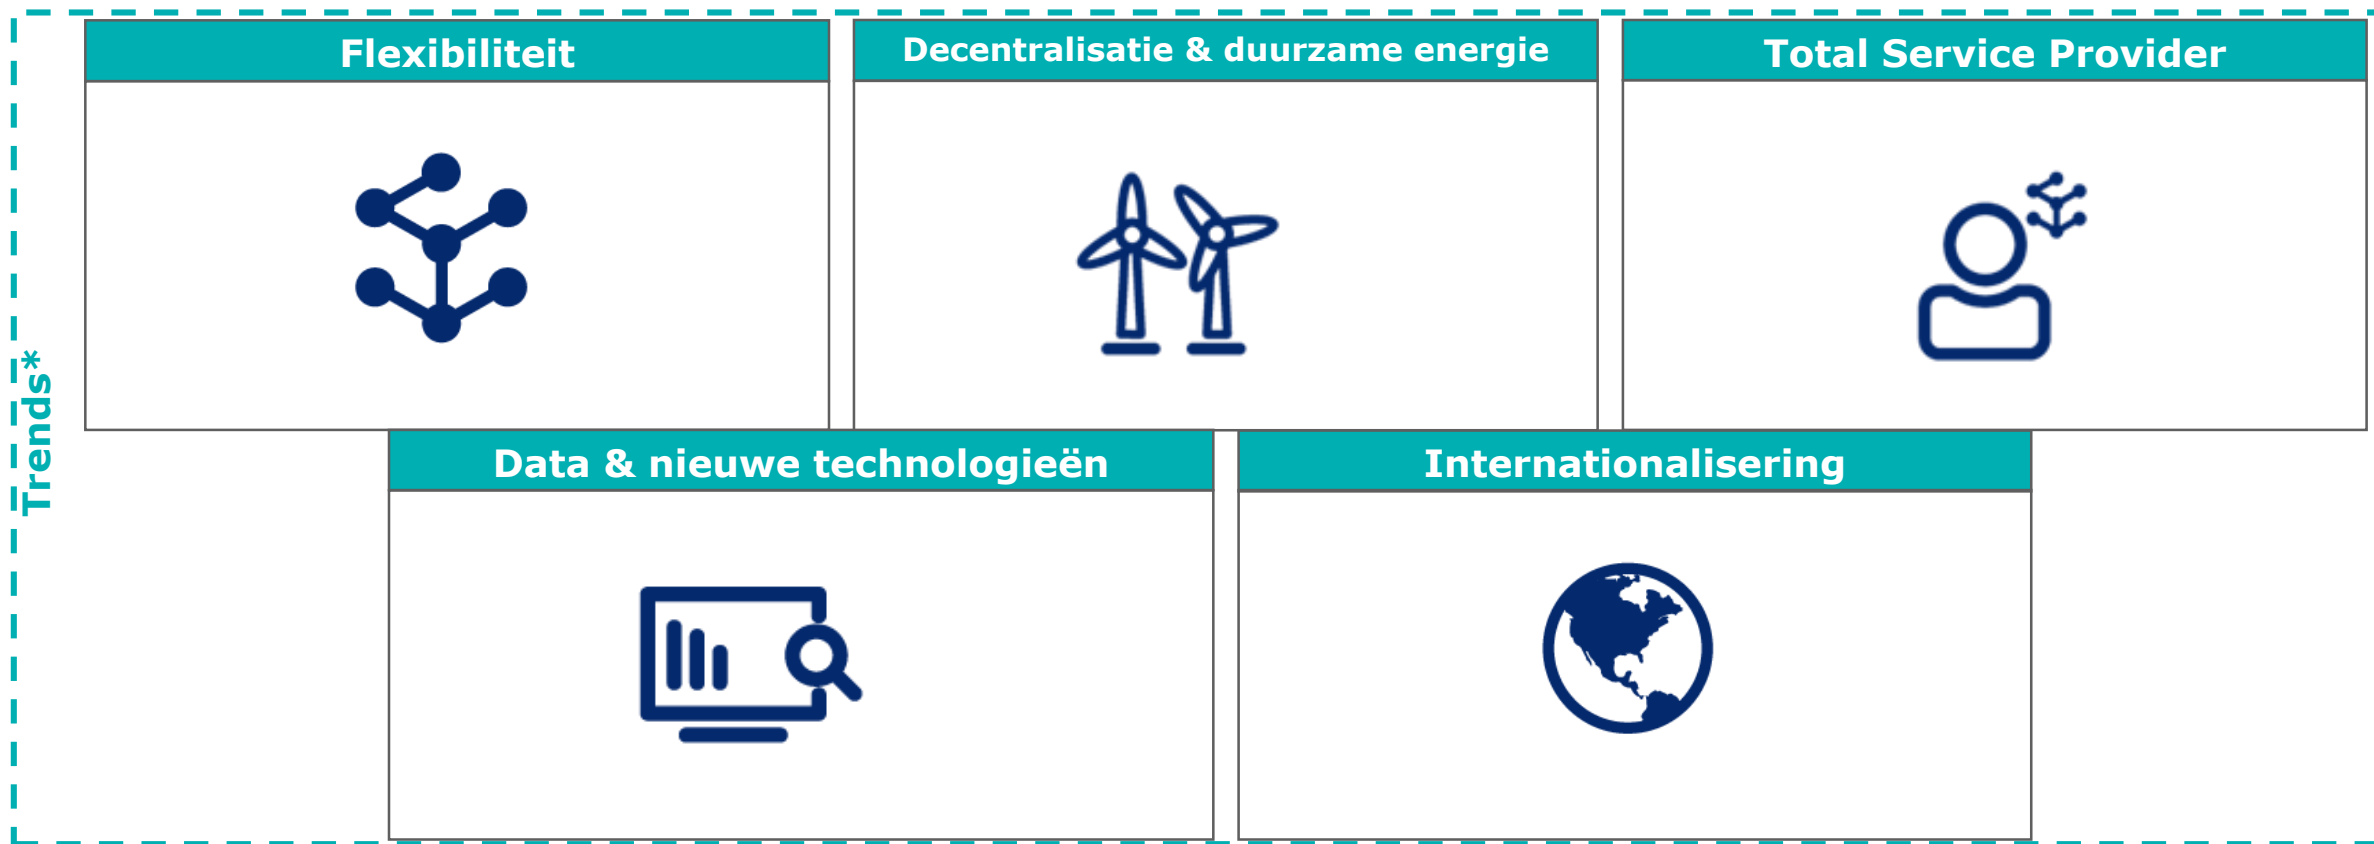 Flexibiliteit
Decentralisatie & duurzame energie
Total Service Provider
Trends*
Data & nieuwe technologieën
Internationalisering